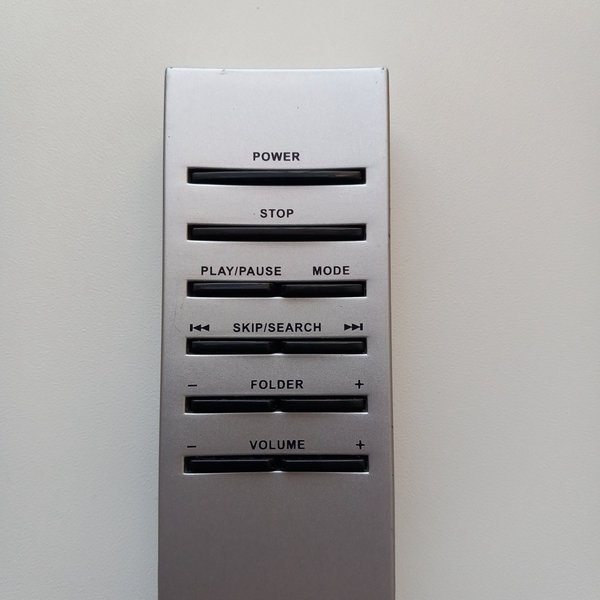 POWER
STOP
PLAY/PAUSE MODE
⏮ SKIP/SEARCH ⏭
− FOLDER +
− VOLUME +